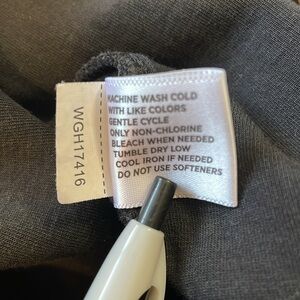 MACHINE WASH COLD
WITH LIKE COLORS
GENTLE CYCLE
ONLY NON-CHLORINE
BLEACH WHEN NEEDED
TUMBLE DRY LOW
COOL IRON IF NEEDED
DO NOT USE SOFTENERS
WGH17416